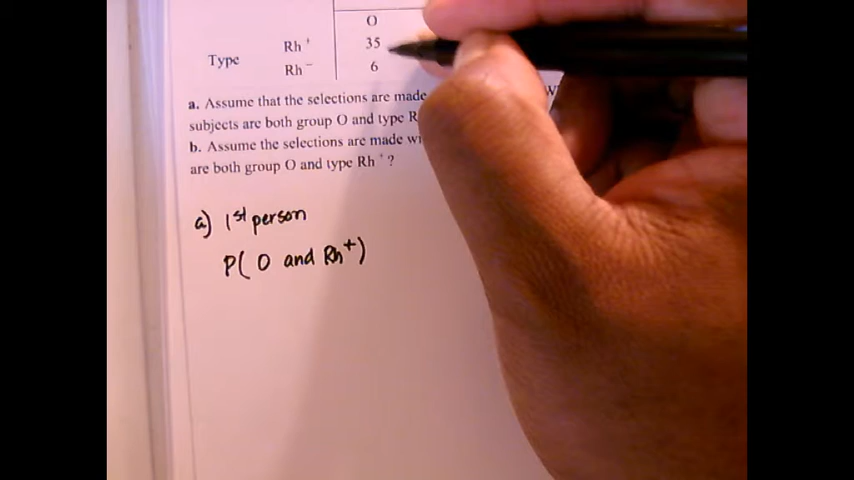 O
Rh + 35
Type
Rh − 6
a. Assume that the selections are made
subjects are both group O and type R
b. Assume the selections are made wi
are both group O and type Rh + ?
a) 1st person
P( O and Rh+)